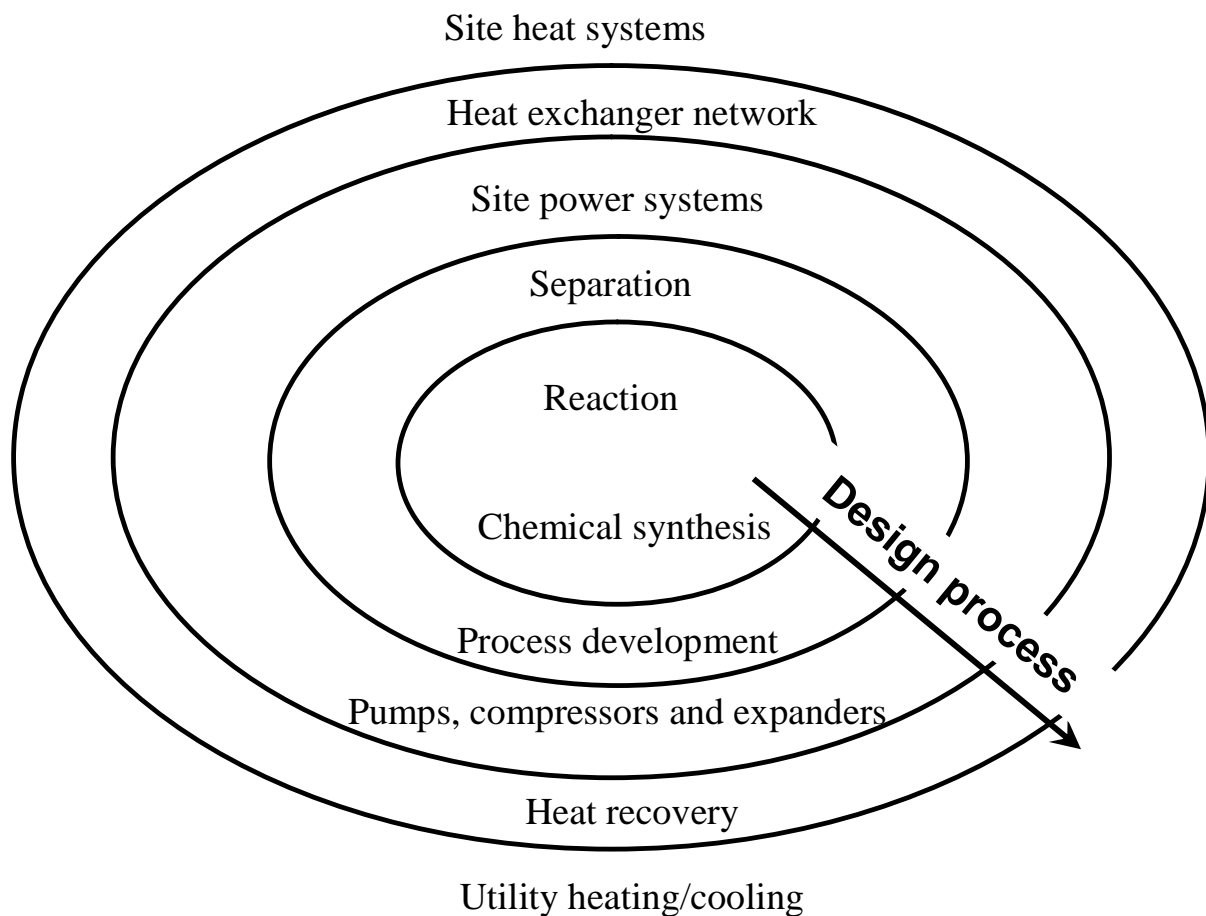 Site heat systems
Heat exchanger network
Site power systems
Separation
Reaction
Chemical synthesis
Design process
Process development
Pumps, compressors and expanders
Heat recovery
Utility heating/cooling